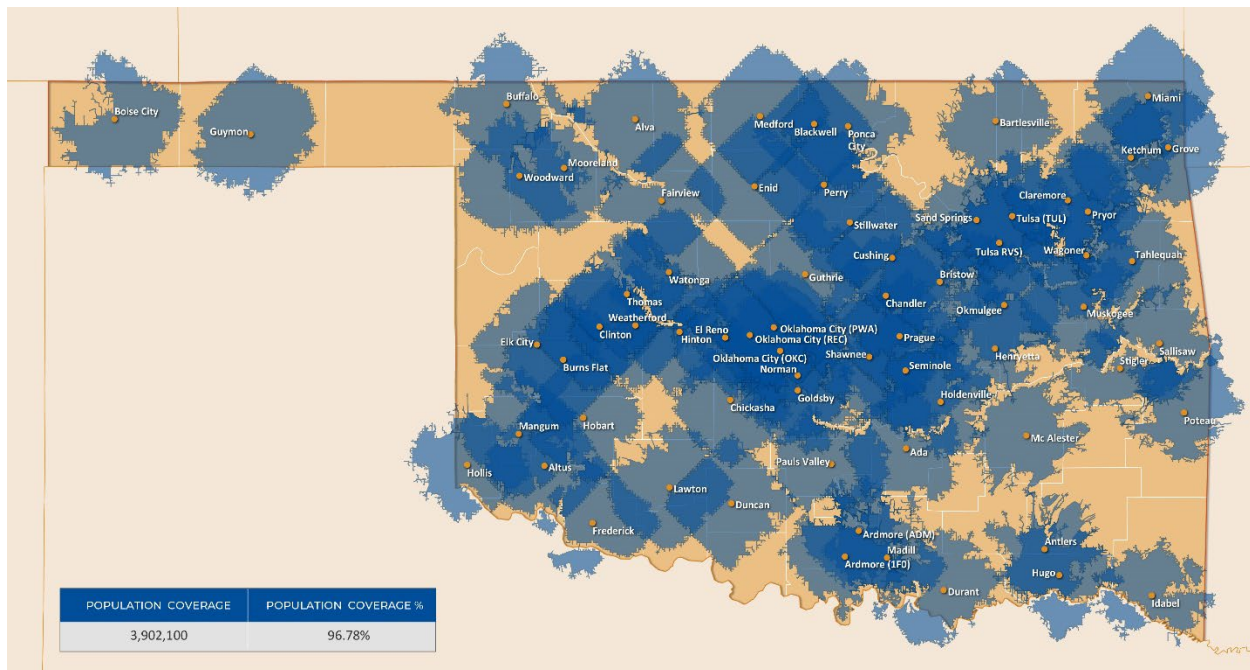 Buffalo
Miami
Boise City
Guymon
Alva
Medford
Blackwell
Ponca
City
Bartlesville
Ketchum
Grove
Mooreland
Woodward
Enid
Perry
Fairview
Claremore
Pryor
Sand Springs
Tulsa (TUL)
Stillwater
Tulsa RVS)
Wagoner
Tahlequah
Cushing
Watonga
Guthrie
Bristow
Thomas
Chandler
Okmulgee
Muskogee
Weatherford
Clinton
El Reno
Hinton
Oklahoma City (PWA)
Oklahoma City (REC)
Prague
Elk City
Oklahoma City (OKC)
Shawnee
Henryetta
Sallisaw
Stigler
Burns Flat
Norman
Seminole
Goldsby
Chickasha
Holdenville
Poteau
Hobart
Mangum
Mc Alester
Ada
Hollis
Altus
Pauls Valley
Lawton
Duncan
Frederick
Ardmore (ADM)
Madill
Ardmore (1F0)
Antlers
Hugo
Durant
Idabel
POPULATION COVERAGE
POPULATION COVERAGE %
3,902,100
96.78%